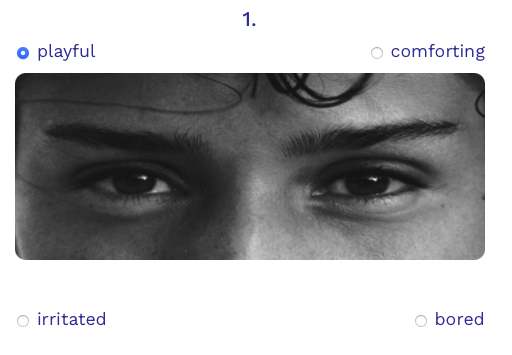 1.
playful comforting
irritated bored